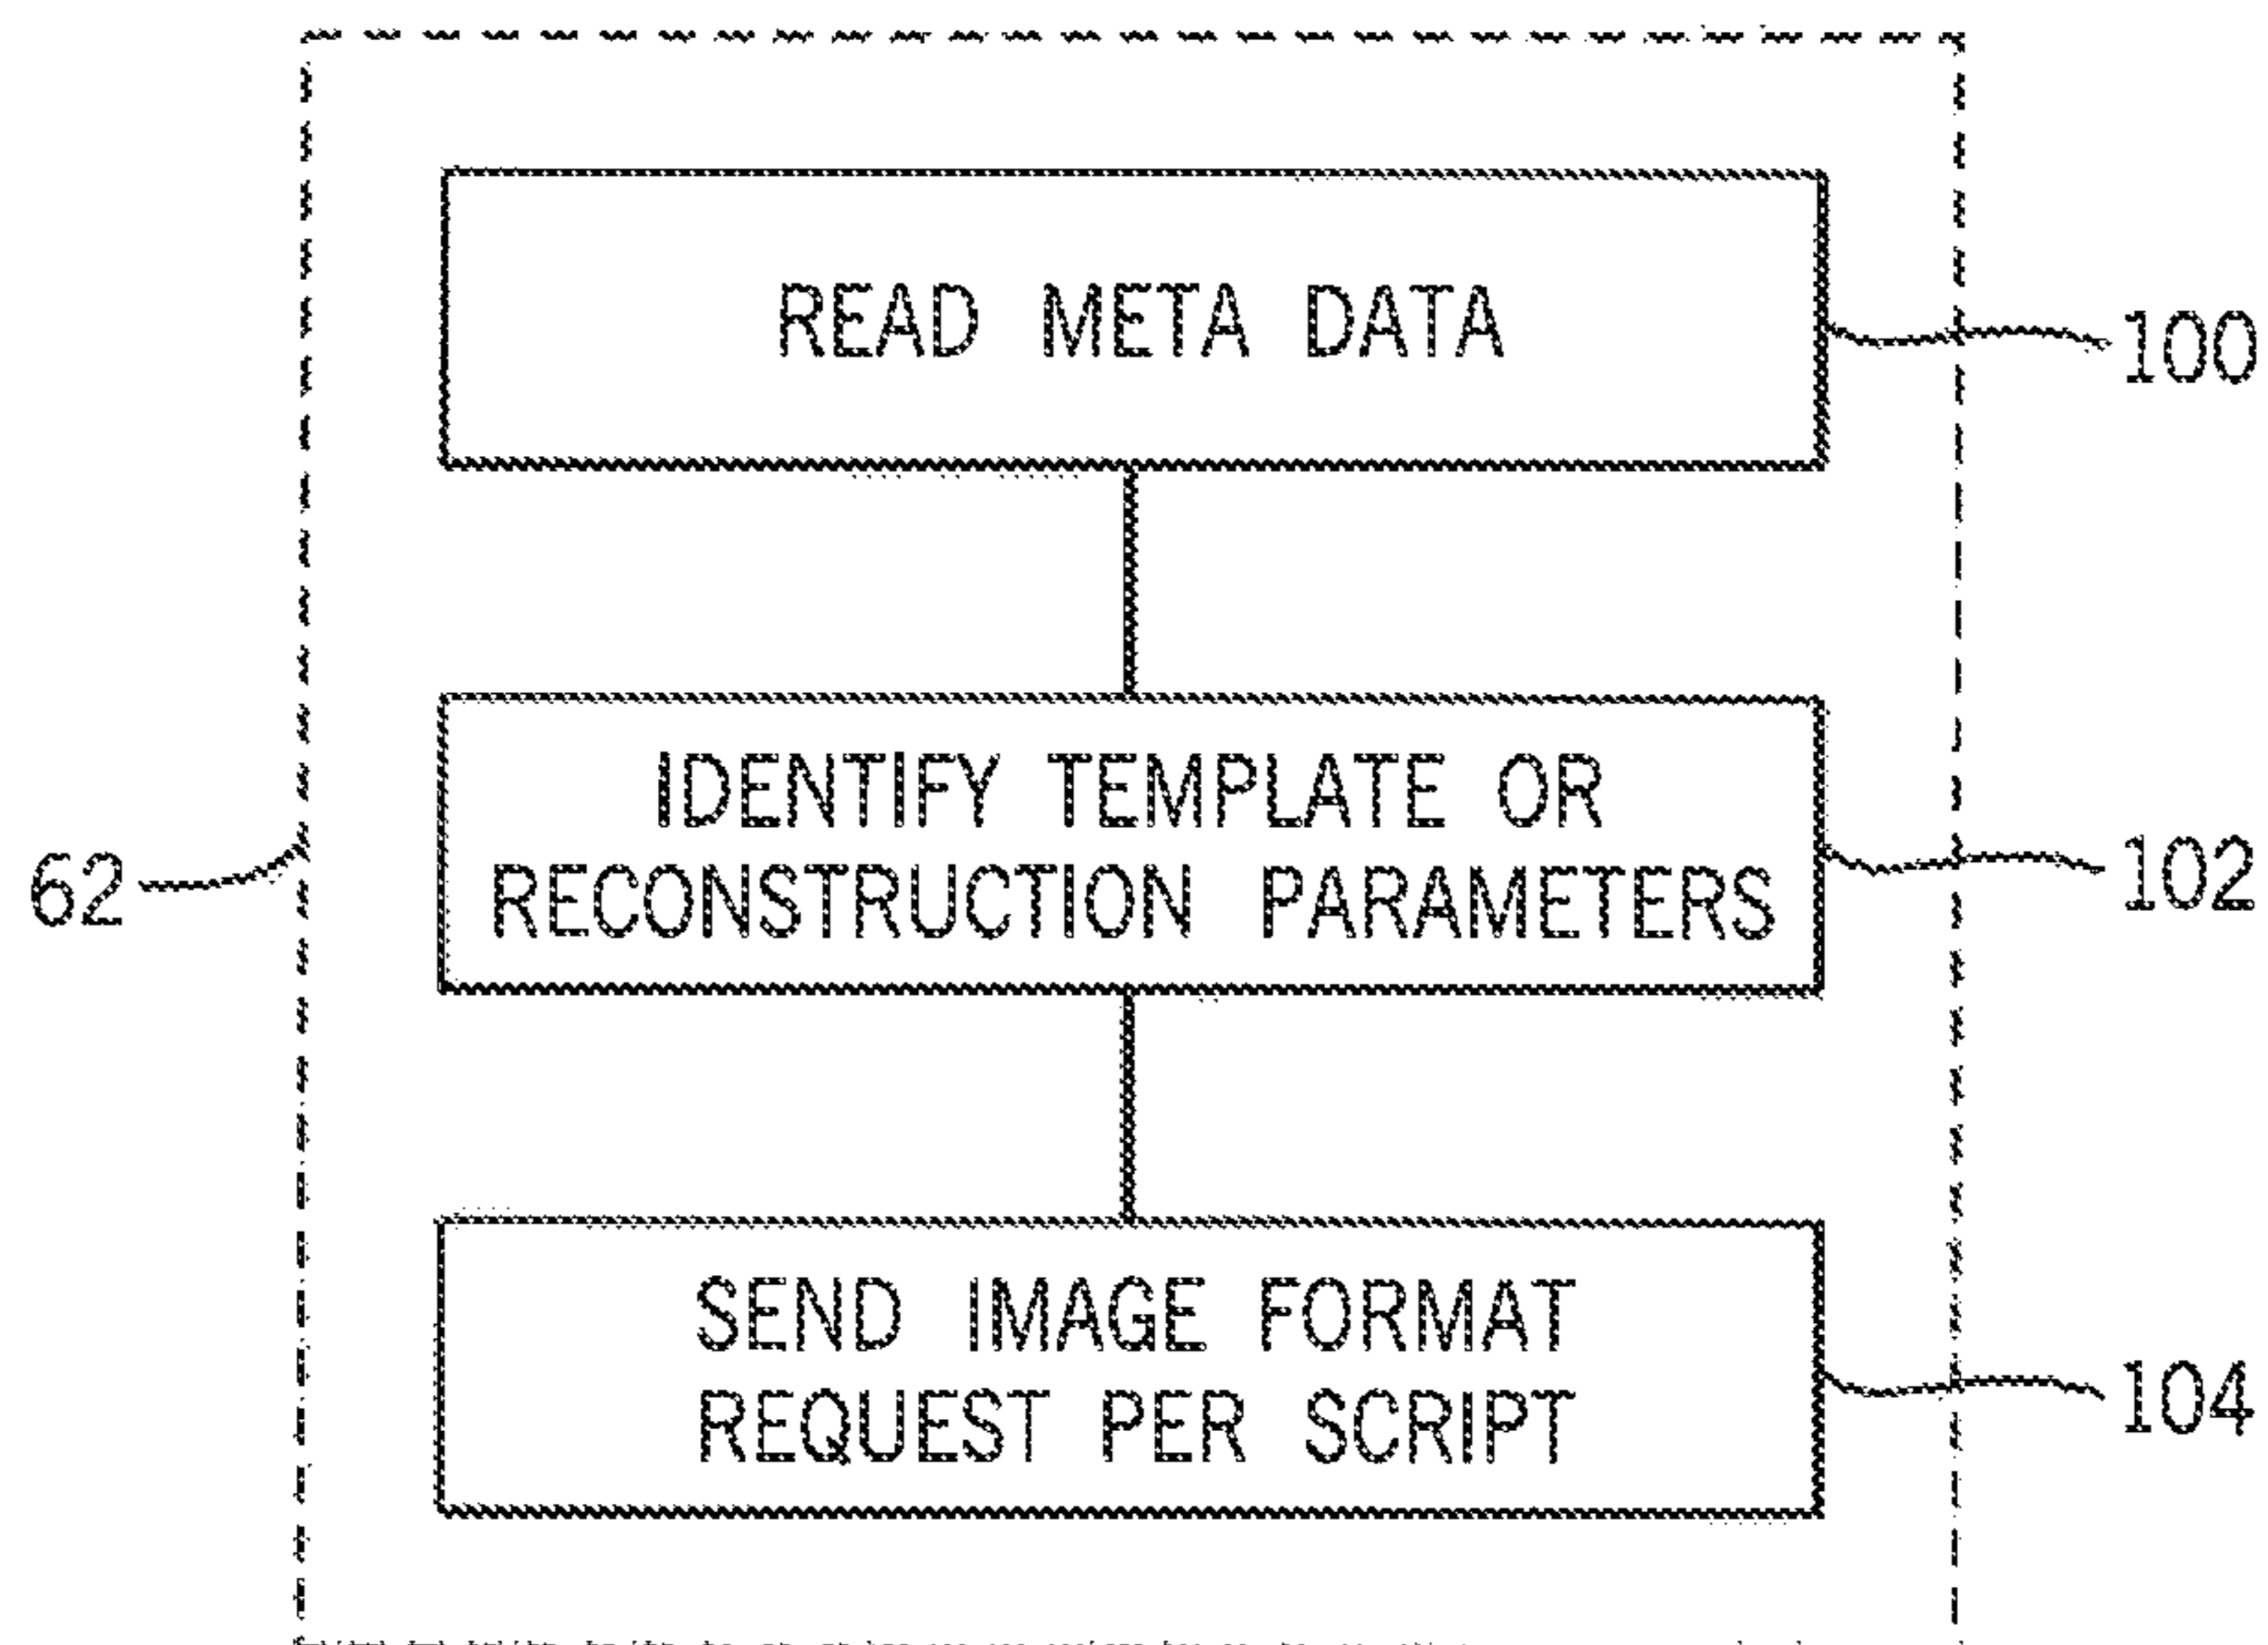 READ META DATA
100
IDENTIFY TEMPLATE OR
RECONSTRUCTION PARAMETERS
62
102
SEND IMAGE FORMAT
REQUEST PER SCRIPT
104